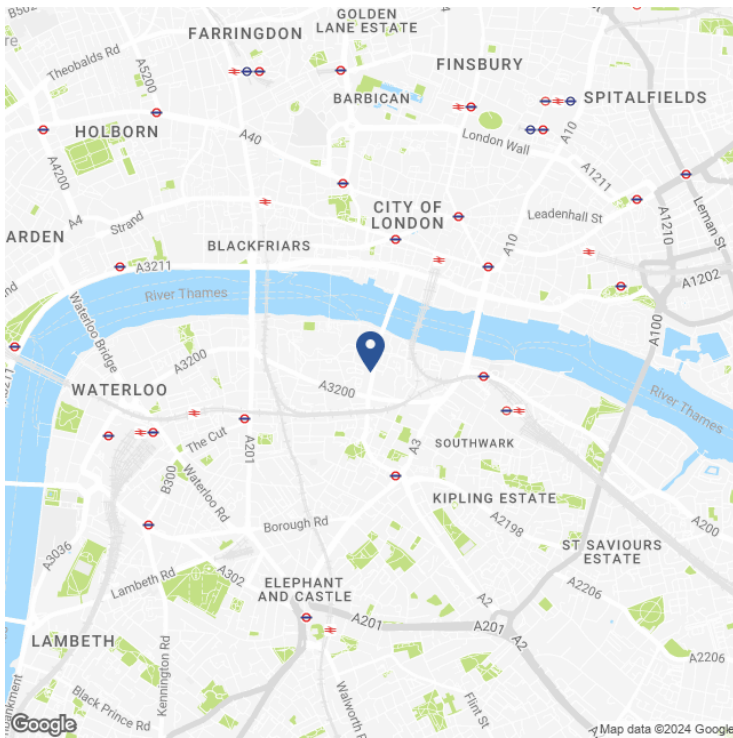 GOLDEN
LANE ESTATE
B502
A5200
FARRINGDON
Theobalds Rd
FINSBURY
BARBICAN
SPITALFIELDS
HOLBORN
A40
London Wall
A10
A4200
A1211
Leman St
CITY OF
LONDON
A4
Strand
Leadenhall St
A1210
ARDEN
BLACKFRIARS
A10
A3211
A1202
River Thames
Waterloo Bridge
A100
A3211
A3200
A3200
WATERLOO
River Thames
The Cut
A201
A3
SOUTHWARK
B300
Waterloo Rd
KIPLING ESTATE
A200
Borough Rd
A2198
A3036
ST SAVIOURS
ESTATE
Lambeth Rd
A302
ELEPHANT
AND CASTLE
A2206
A2
A201
A201
A2
LAMBETH
Kennington Rd
A2206
Black Prince Rd
Walworth R
Flint St
Google
Map data ©2024 Google